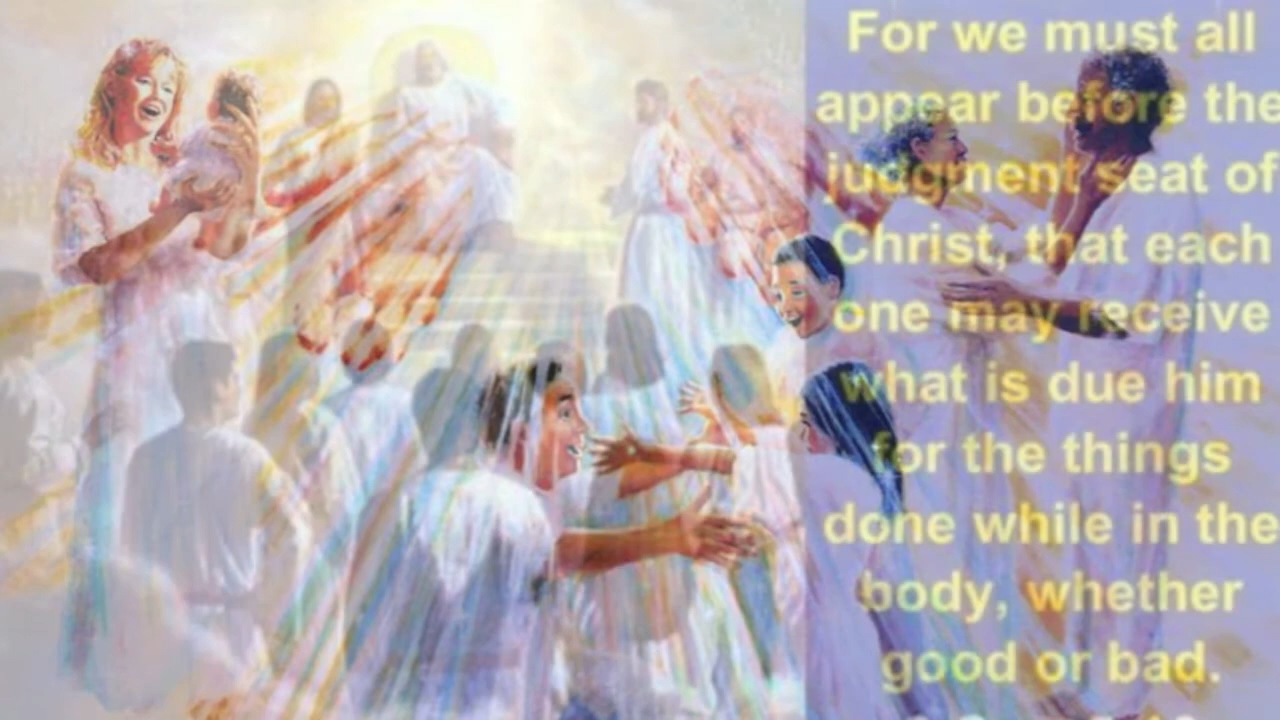 For we must all
appear before the
judgment seat of
Christ, that each
one may receive
what is due him
for the things
done while in the
body, whether
good or bad.